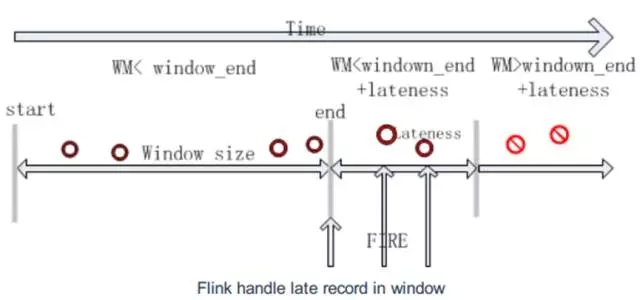 Time
WM< window_end
WM<windown_end
+lateness
WM>windown_end
+lateness
start
end
Window size
Lateness
FIRE
Flink handle late record in window